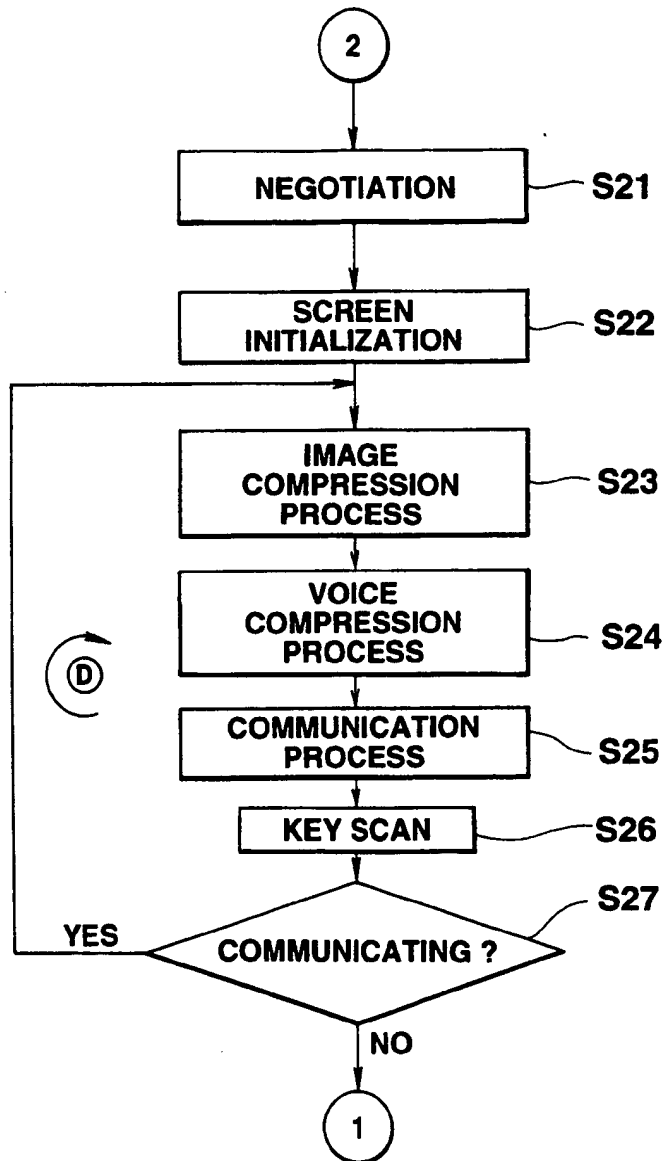 2
NEGOTIATION
S21
SCREEN
INITIALIZATION
S22
IMAGE
COMPRESSION
PROCESS
S23
VOICE
COMPRESSION
PROCESS
S24
D
COMMUNICATION
PROCESS
S25
KEY SCAN
S26
S27
YES
COMMUNICATING ?
NO
1